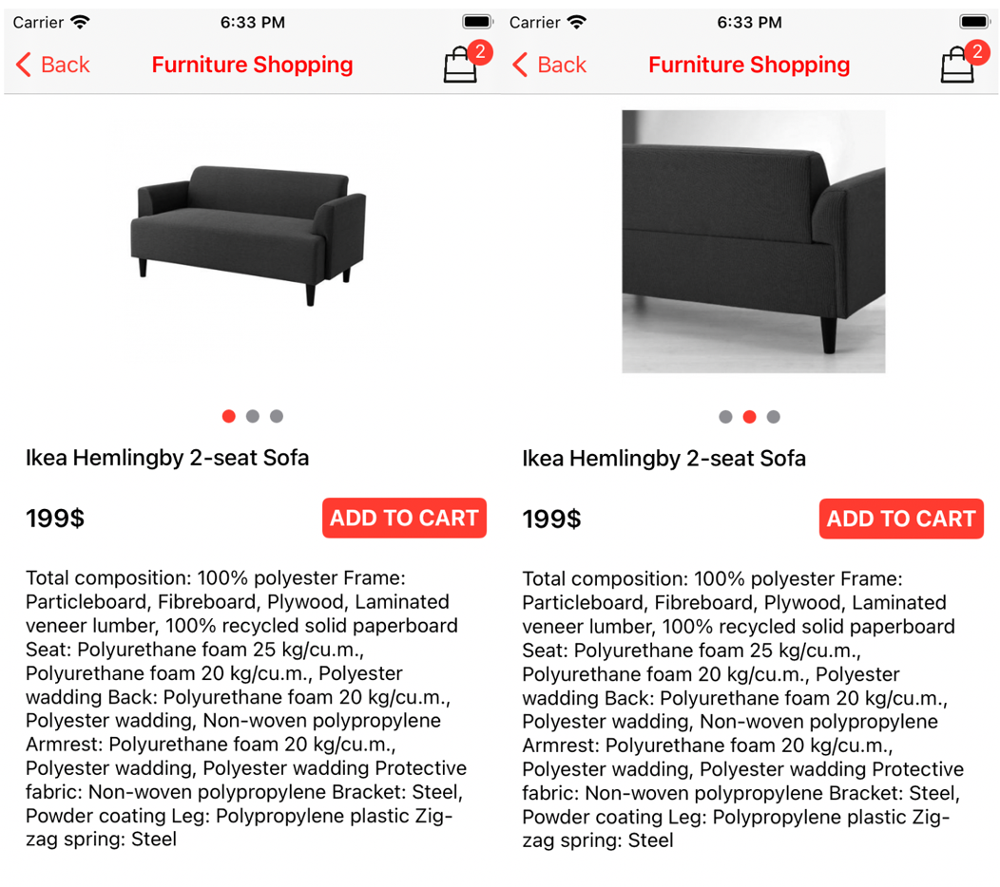 Carrier 6:33 PM
Back Furniture Shopping 2
Ikea Hemlingby 2-seat Sofa
199$ ADD TO CART
Total composition: 100% polyester Frame:
Particleboard, Fibreboard, Plywood, Laminated
veneer lumber, 100% recycled solid paperboard
Seat: Polyurethane foam 25 kg/cu.m.,
Polyurethane foam 20 kg/cu.m., Polyester
wadding Back: Polyurethane foam 20 kg/cu.m.,
Polyester wadding, Non-woven polypropylene
Armrest: Polyurethane foam 20 kg/cu.m.,
Polyester wadding, Polyester wadding Protective
fabric: Non-woven polypropylene Bracket: Steel,
Powder coating Leg: Polypropylene plastic Zig-
zag spring: Steel
Carrier 6:33 PM
Back Furniture Shopping 2
Ikea Hemlingby 2-seat Sofa
199$ ADD TO CART
Total composition: 100% polyester Frame:
Particleboard, Fibreboard, Plywood, Laminated
veneer lumber, 100% recycled solid paperboard
Seat: Polyurethane foam 25 kg/cu.m.,
Polyurethane foam 20 kg/cu.m., Polyester
wadding Back: Polyurethane foam 20 kg/cu.m.,
Polyester wadding, Non-woven polypropylene
Armrest: Polyurethane foam 20 kg/cu.m.,
Polyester wadding, Polyester wadding Protective
fabric: Non-woven polypropylene Bracket: Steel,
Powder coating Leg: Polypropylene plastic Zig-
zag spring: Steel